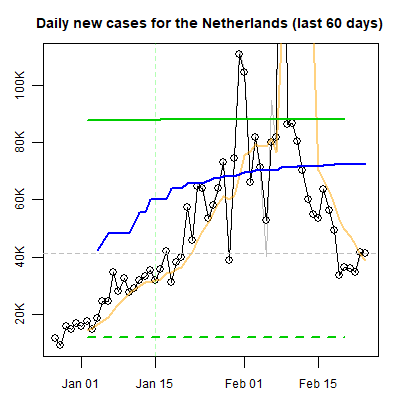 Daily new cases for the Netherlands (last 60 days)
100K
80K
60K
40K
20K
Jan 01
Jan 15
Feb 01
Feb 15